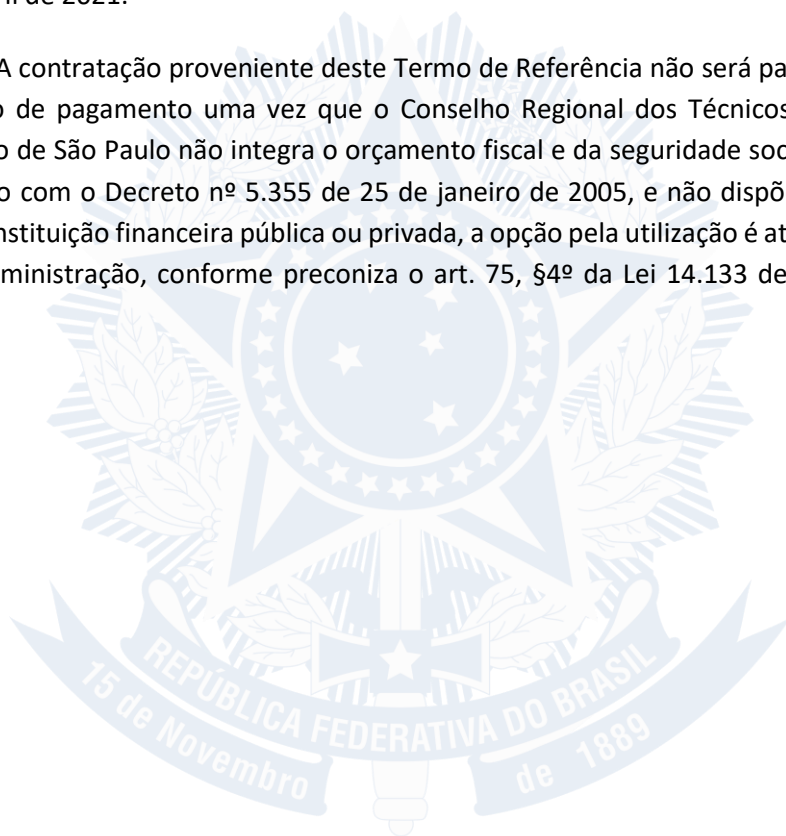 de 2021.
A contratação proveniente deste Termo de Referência não será pa
de pagamento uma vez que o Conselho Regional dos Técnicos
de São Paulo não integra o orçamento fiscal e da seguridade soc
com o Decreto nº 5.355 de 25 de janeiro de 2005, e não dispõ
nstituição financeira pública ou privada, a opção pela utilização é at
ministração, conforme preconiza o art. 75, §4º da Lei 14.133 de
REPÚBLICA FEDERATIVA DO BRASIL
15 de Novembro de 1889